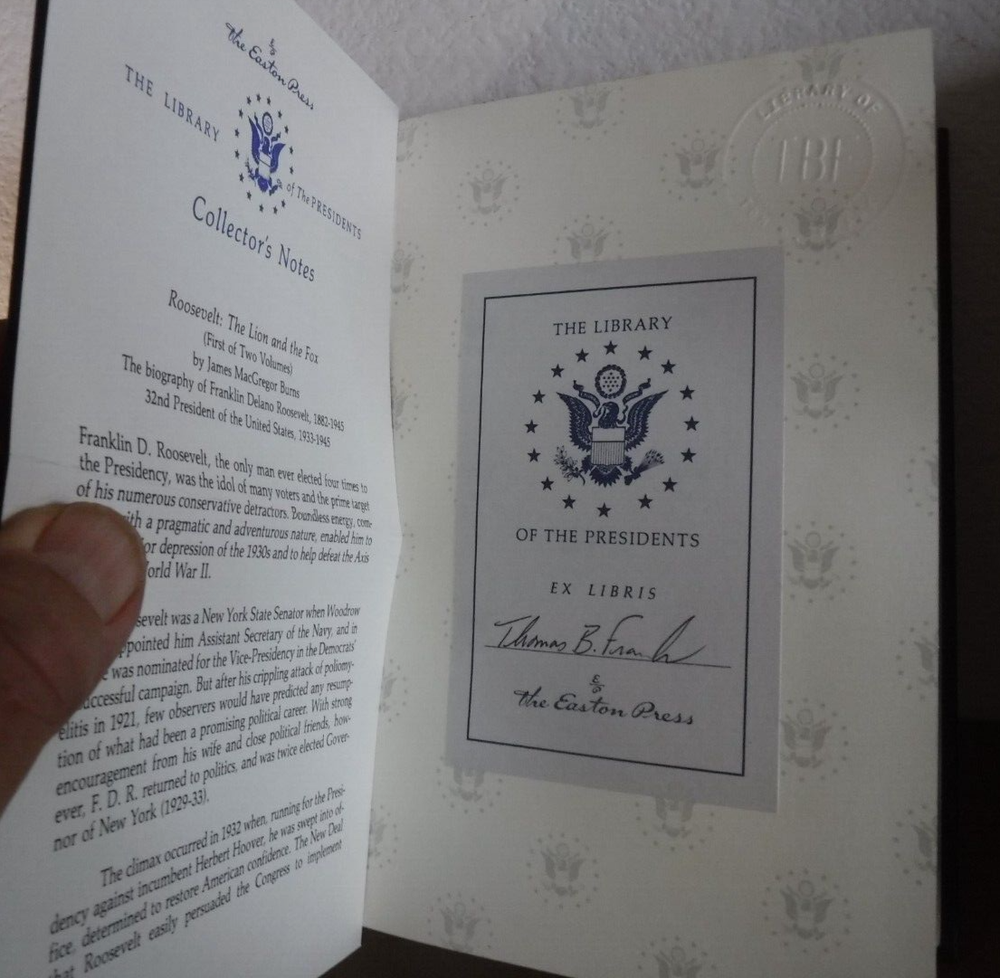 The Easton Press
THE LIBRARY
of The PRESIDENTS
Collector's Notes
Roosevelt: The Lion and the Fox
(First of Two Volumes)
by James MacGregor Burns
The biography of Franklin Delano Roosevelt, 1882-1945
32nd President of the United States, 1933-1945
Franklin D. Roosevelt, the only man ever elected four times to
the Presidency, was the idol of many voters and the prime target
of his numerous conservative detractors. Boundless energy, com-
with a pragmatic and adventurous nature, enabled him to
depression of the 1930s and to help defeat the Axis
World War II.
was a New York State Senator when Woodrow
appointed him Assistant Secretary of the Navy, and in
was nominated for the Vice-Presidency in the Democrats'
campaign. But after his crippling attack of poliomy-
elitis in 1921, few observers would have predicted any resump-
tion of what had been a promising political career. With strong
encouragement from his wife and close political friends, how-
ever, F. D. R. returned to politics, and was twice elected Gover-
nor of New York (1929-33).
The climax occurred in 1932 when, running for the Presi-
dency against incumbent Herbert Hoover, he was swept into of-
fice, determined to restore American confidence. The New Deal
that Roosevelt easily persuaded the Congress to implement
LIBRARY OF
TBF
THE LIBRARY
OF THE PRESIDENTS
EX LIBRIS
Thomas B. Frank
The Easton Press